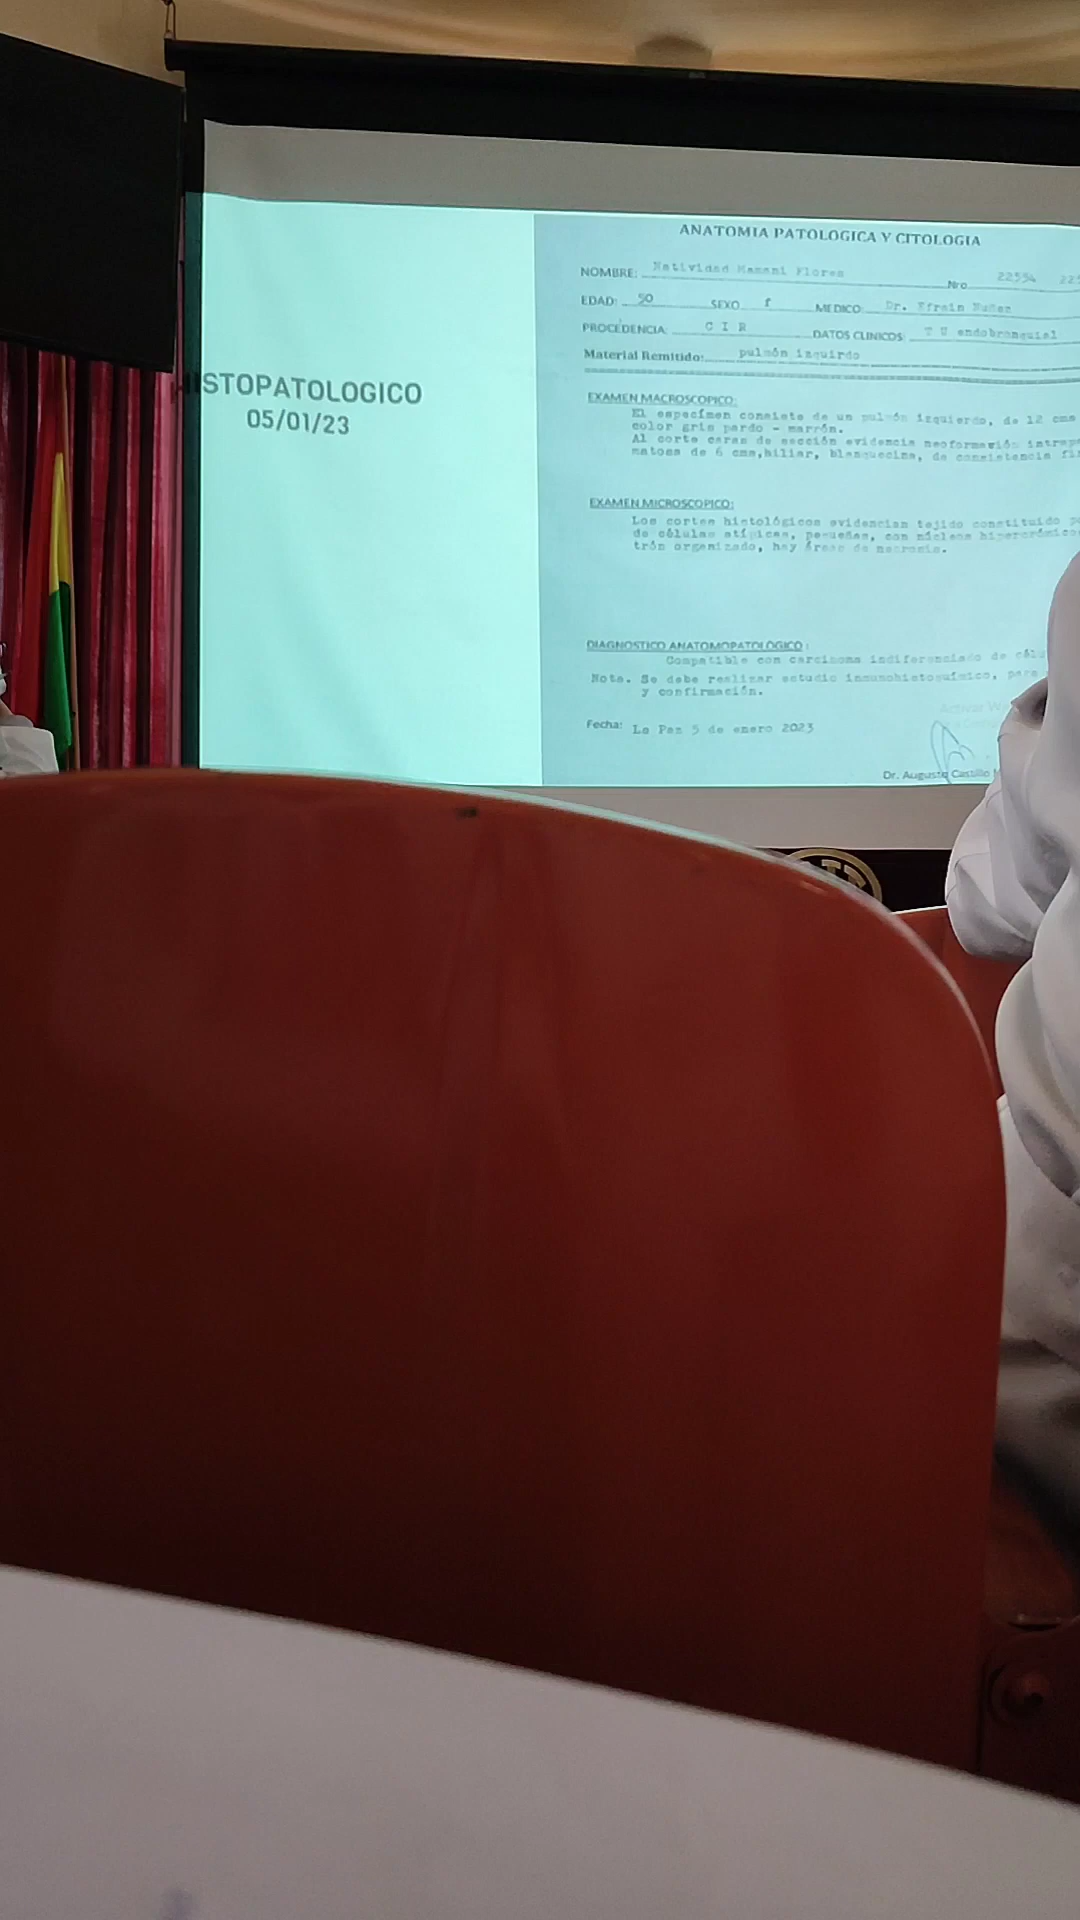 HISTOPATOLOGICO
05/01/23
ANATOMIA PATOLOGICA Y CITOLOGIA
NOMBRE: Natividad Mamani Flores Nro 22554
EDAD: 50 SEXO f MEDICO: Dr. Efrain Nuñez
PROCEDENCIA: C I R DATOS CLINICOS: T U endobronquial
Material Remitido: pulmón izquirdo
EXAMEN MACROSCOPICO:
El especímen consiste de un pulmón izquierdo, de 12 cms
color gris pardo - marrón.
Al corte caras de sección evidencia neoformación
matosa de 6 cms, hiliar, blanquecina, de consistencia
EXAMEN MICROSCOPICO:
Los cortes histológicos evidencian tejido constituido
de células atípicas, pequeñas, con núcleos
trón organizado, hay áreas de necrosis.
DIAGNOSTICO ANATOMOPATOLOGICO :
Compatible con carcinoma indiferenciado de
Nota. Se debe realizar estudio inmunohistoquímico, para
y confirmación.
Activar
Fecha: La Paz 5 de enero 2023
Dr. Augusto Castillo